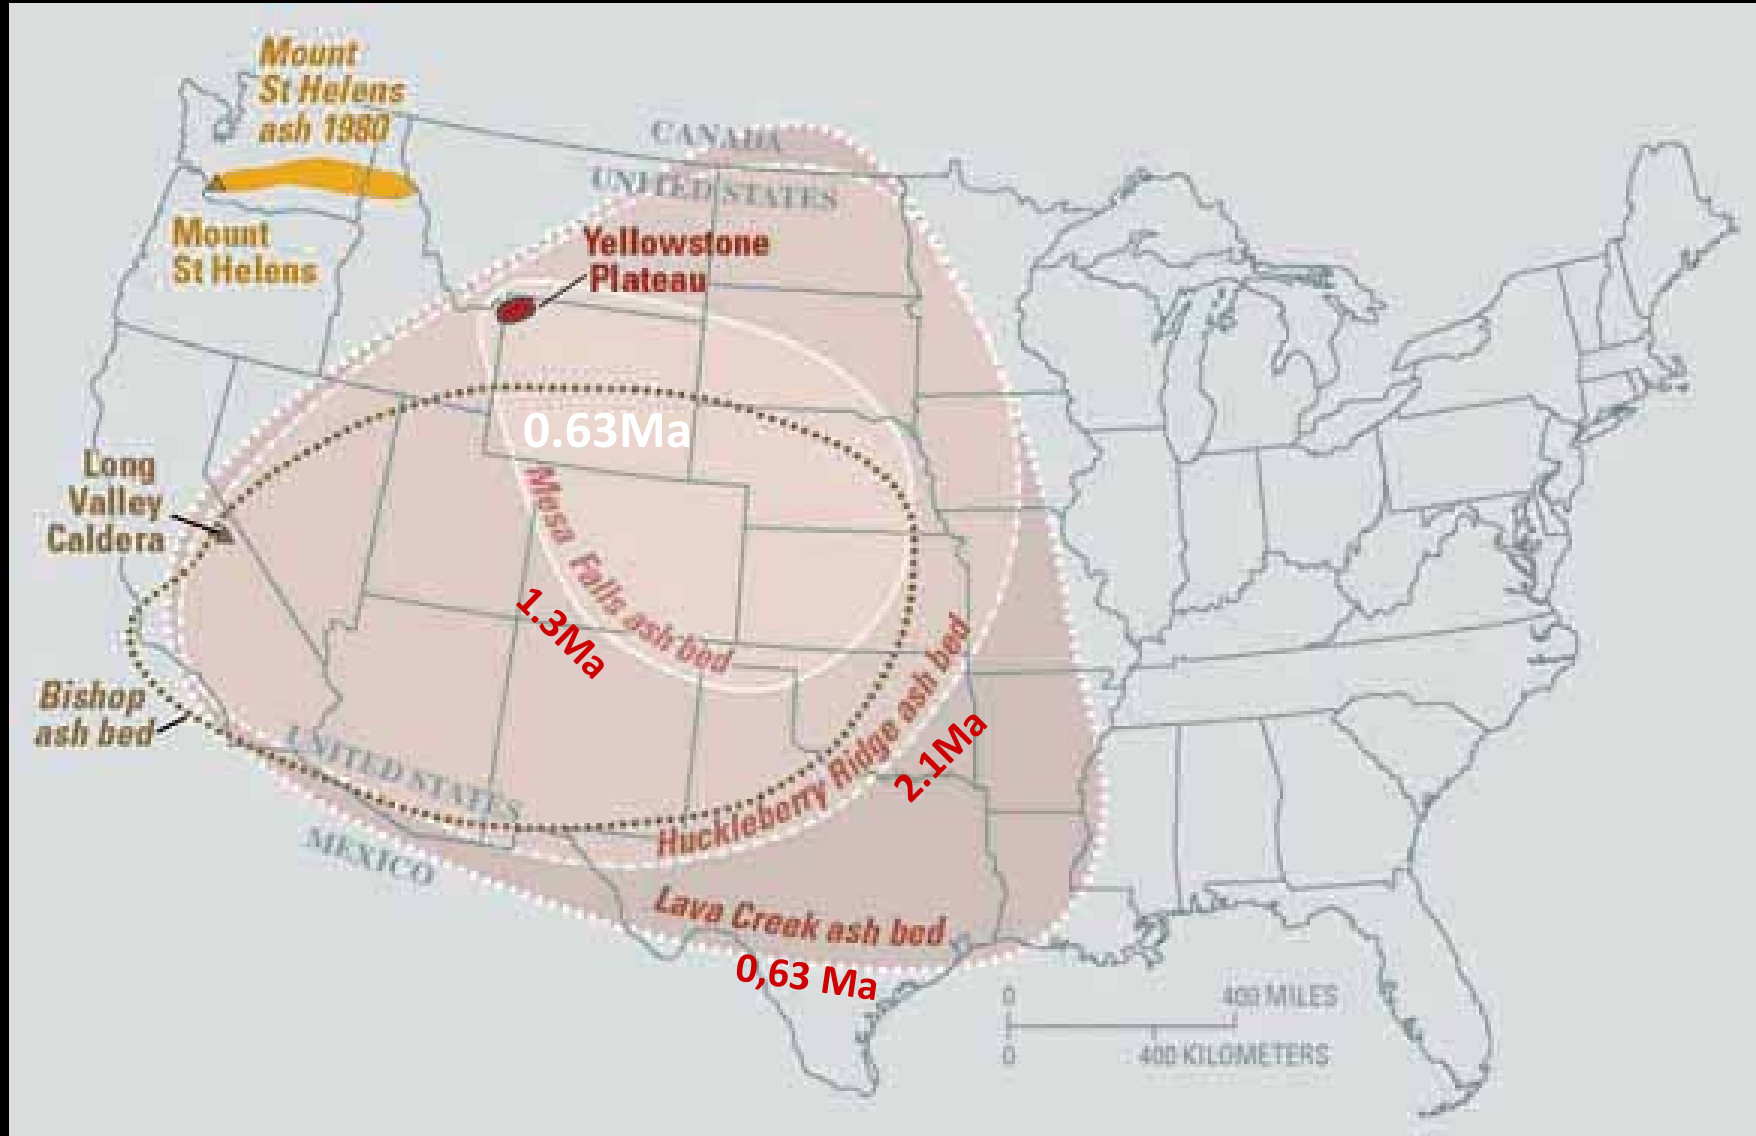 Mount
St Helens
ash 1980
CANADA
UNITED STATES
Mount
St Helens
Yellowstone
Plateau
0.63Ma
Long
Valley
Caldera
Mesa Falls ash bed
1.3Ma
Bishop
ash bed
Huckleberry Ridge ash bed
2.1Ma
UNITED STATES
MEXICO
Lava Creek ash bed
0,63 Ma
0 400 MILES
0 400 KILOMETERS